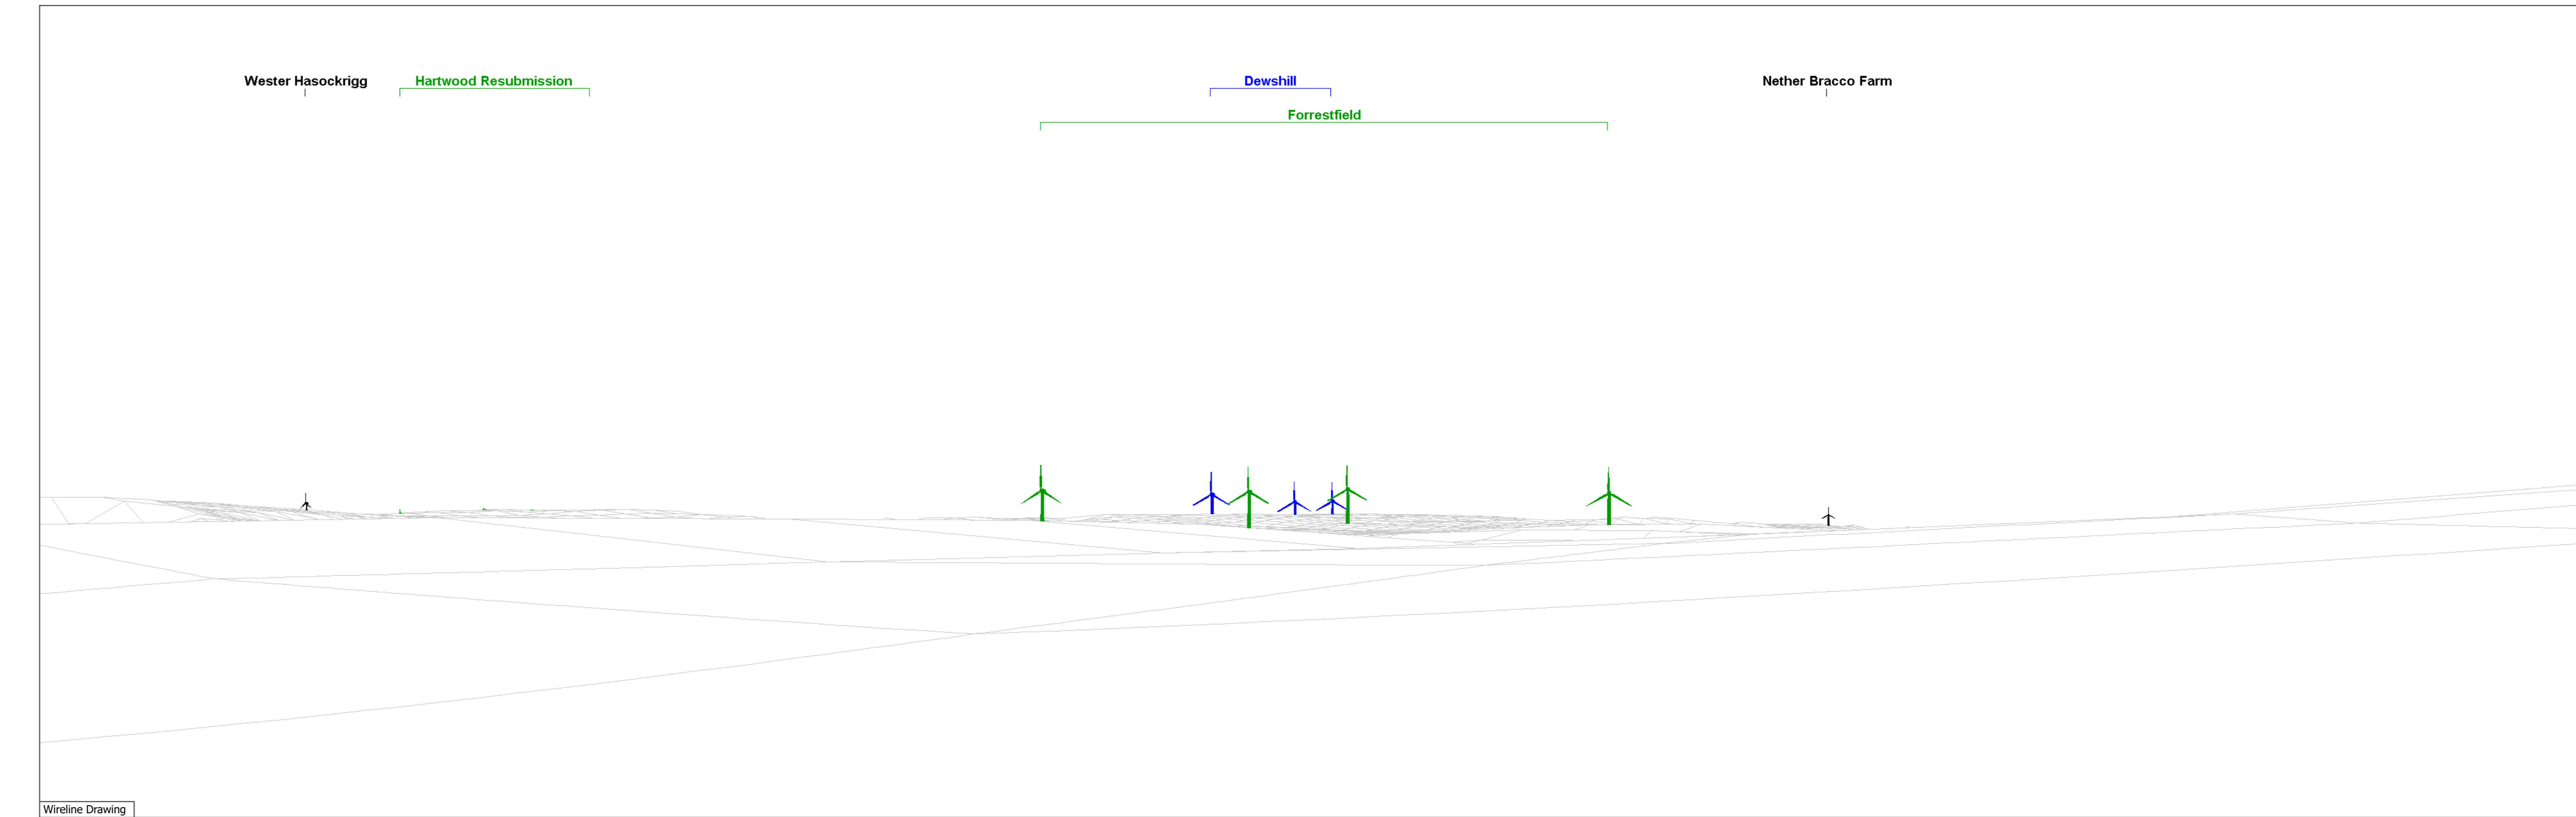 Wester Hasockrigg
Hartwood Resubmission
Dewshill
Nether Bracco Farm
Forrestfield
Wireline Drawing